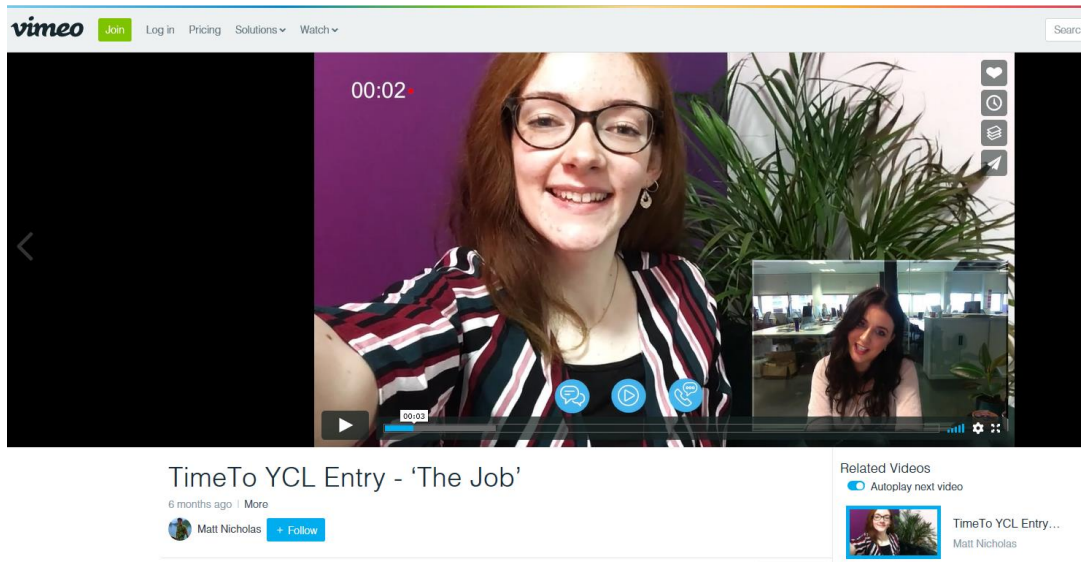 vimeo Join Log in Pricing Solutions Watch
00:02
00:03
TimeTo YCL Entry - ‘The Job’
6 months ago | More
Matt Nicholas + Follow
Related Videos
Autoplay next video
TimeTo YCL Entry...
Matt Nicholas